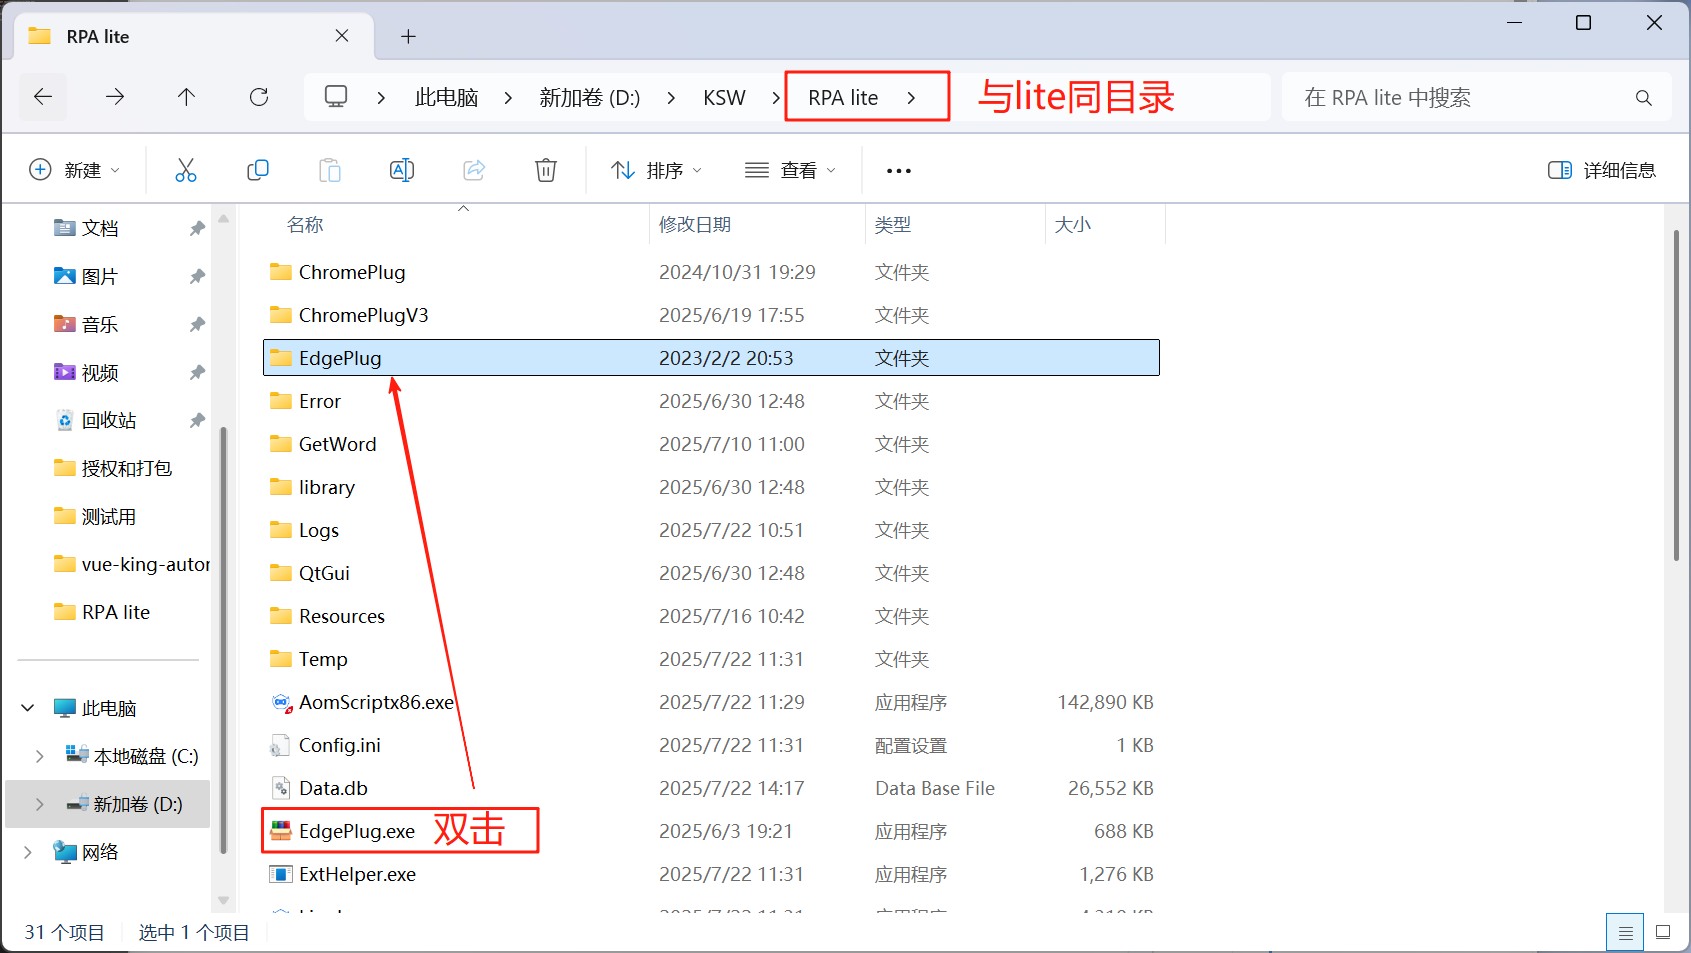 RPA lite
此电脑 > 新加卷 (D:) > KSW > RPA lite > 与lite同目录
在 RPA lite 中搜索
新建 排序 查看 ••• 详细信息
名称 修改日期 类型 大小
文档
图片
音乐
视频
回收站
授权和打包
测试用
vue-king-autor
RPA lite
此电脑
本地磁盘 (C:)
新加卷 (D:)
网络
ChromePlug 2024/10/31 19:29 文件夹
ChromePlugV3 2025/6/19 17:55 文件夹
EdgePlug 2023/2/2 20:53 文件夹
Error 2025/6/30 12:48 文件夹
GetWord 2025/7/10 11:00 文件夹
library 2025/6/30 12:48 文件夹
Logs 2025/7/22 10:51 文件夹
QtGui 2025/6/30 12:48 文件夹
Resources 2025/7/16 10:42 文件夹
Temp 2025/7/22 11:31 文件夹
AomScriptx86.exe 2025/7/22 11:29 应用程序 142,890 KB
Config.ini 2025/7/22 11:31 配置设置 1 KB
Data.db 2025/7/22 14:17 Data Base File 26,552 KB
EdgePlug.exe 双击 2025/6/3 19:21 应用程序 688 KB
ExtHelper.exe 2025/7/22 11:31 应用程序 1,276 KB
31 个项目 选中 1 个项目